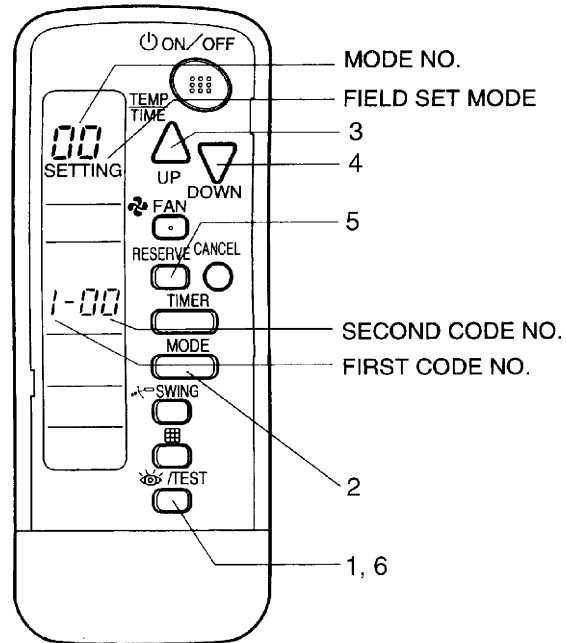 ON/OFF
MODE NO.
TEMP
TIME
FIELD SET MODE
00
3
SETTING
UP
4
DOWN
FAN
5
RESERVE CANCEL
TIMER
1-00
SECOND CODE NO.
MODE
FIRST CODE NO.
SWING
2
/TEST
1, 6